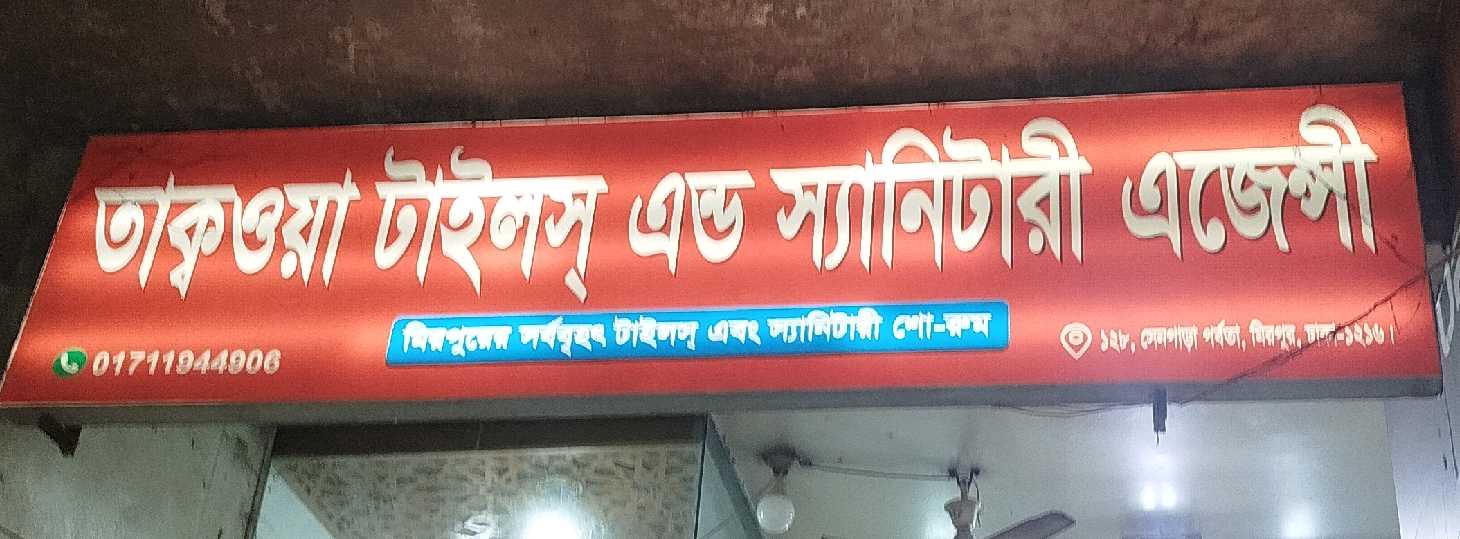 তাক্বওয়া টাইলস্ এন্ড স্যানিটারী এজেন্সী
মিরপুরের সর্ববৃহৎ টাইলস্ এবং স্যানিটারী শো-রুম
01711944906
১২৮, সেনপাড়া পর্বতা, মিরপুর, ঢাকা-১২১৬।